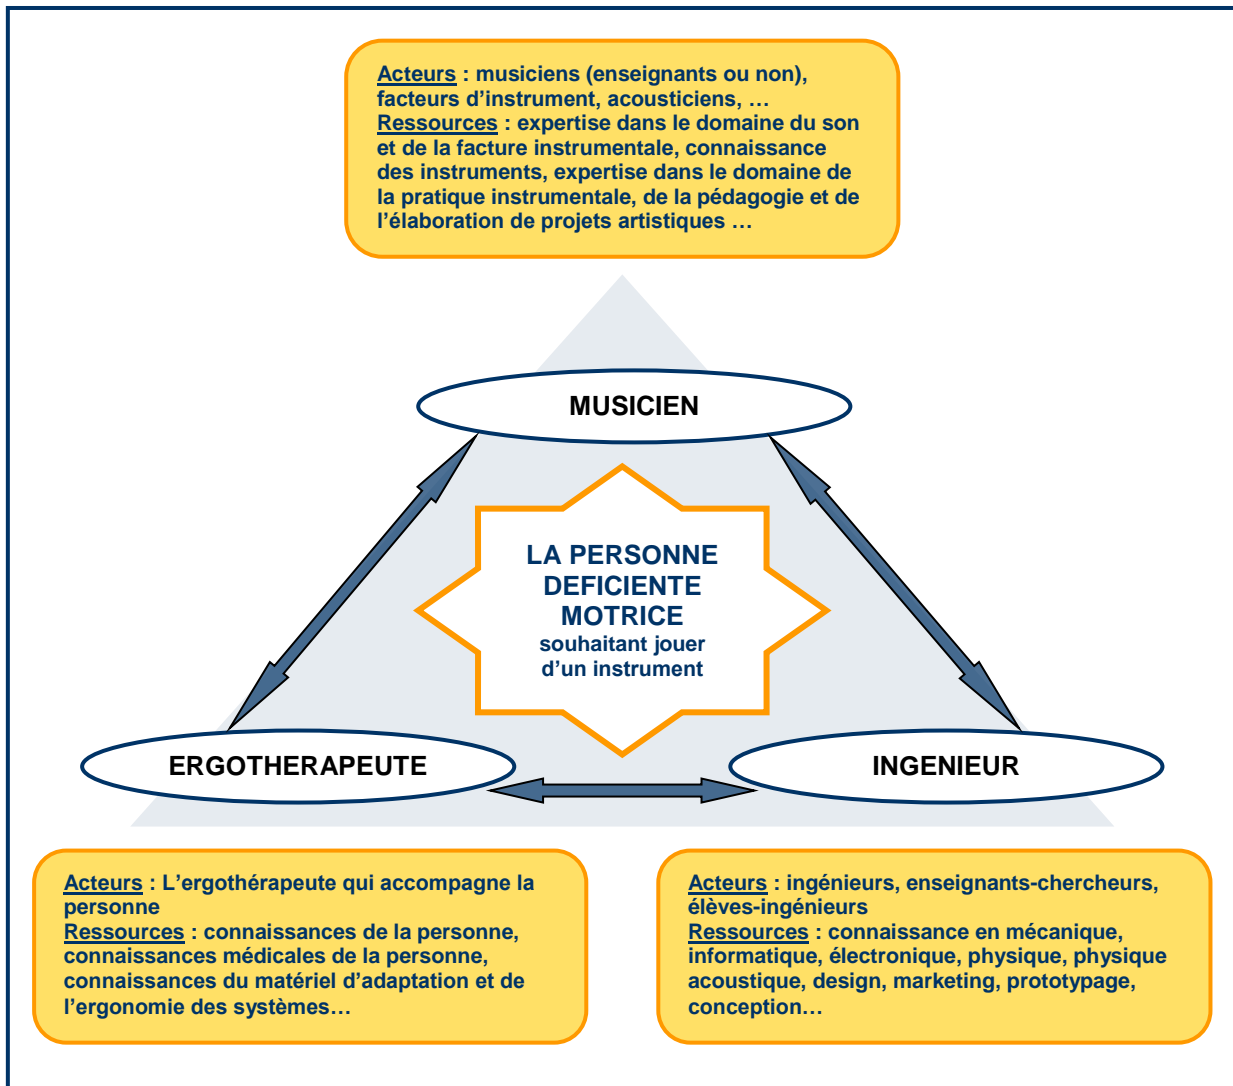 Acteurs : musiciens (enseignants ou non),
facteurs d’instrument, acousticiens, …
Ressources : expertise dans le domaine du son
et de la facture instrumentale, connaissance
des instruments, expertise dans le domaine de
la pratique instrumentale, de la pédagogie et de
l’élaboration de projets artistiques …
MUSICIEN
LA PERSONNE
DEFICIENTE
MOTRICE
souhaitant jouer
d’un instrument
ERGOTHERAPEUTE
INGENIEUR
Acteurs : L’ergothérapeute qui accompagne la
personne
Ressources : connaissances de la personne,
connaissances médicales de la personne,
connaissances du matériel d’adaptation et de
l’ergonomie des systèmes…
Acteurs : ingénieurs, enseignants-chercheurs,
élèves-ingénieurs
Ressources : connaissance en mécanique,
informatique, électronique, physique, physique
acoustique, design, marketing, prototypage,
conception…